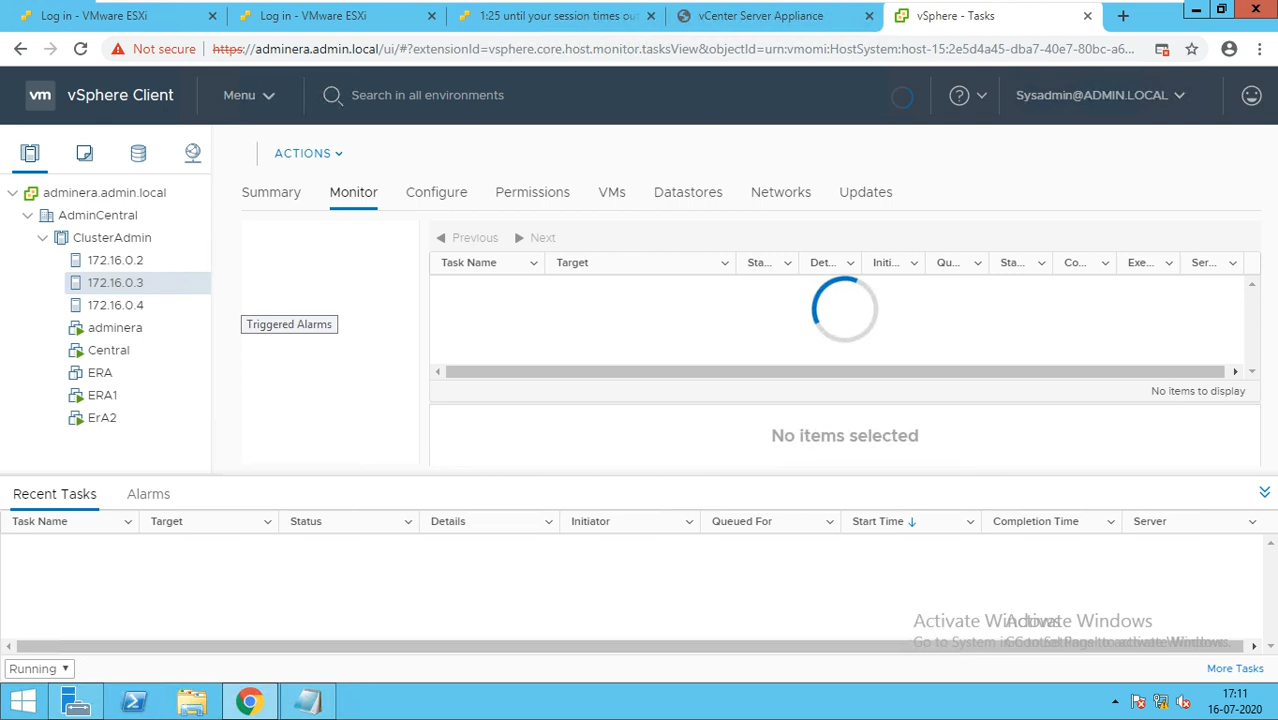 Log in - VMware ESXi
Log in - VMware ESXi
1:25 until your session times ou
vCenter Server Appliance
vSphere - Tasks
Not secure https://adminera.admin.local/ui/#?extensionId=vsphere.core.host.monitor.tasksView&objectId=urn:vmomi:HostSystem:host-15:2e5d4a45-dba7-40e7-80bc-a6...
vm vSphere Client Menu Search in all environments Sysadmin@ADMIN.LOCAL
ACTIONS
Summary Monitor Configure Permissions VMs Datastores Networks Updates
adminera.admin.local
AdminCentral
ClusterAdmin
172.16.0.2
172.16.0.3
172.16.0.4
adminera
Central
ERA
ERA1
ErA2
Triggered Alarms
Previous Next
Task Name Target Sta... Det... Initi... Qu... Sta... Co... Exe... Ser...
No items to display
No items selected
Recent Tasks Alarms
Task Name Target Status Details Initiator Queued For Start Time Completion Time Server
Running
More Tasks
17:11
16-07-2020